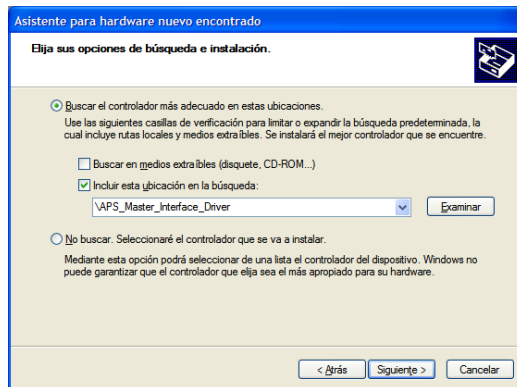 Asistente para hardware nuevo encontrado
Elija sus opciones de búsqueda e instalación.
Buscar el controlador más adecuado en estas ubicaciones.
Use las siguientes casillas de verificación para limitar o expandir la búsqueda predeterminada, la
cual incluye rutas locales y medios extraíbles. Se instalará el mejor controlador que se encuentre.
Buscar en medios extraíbles (disquete, CD-ROM...)
Incluir esta ubicación en la búsqueda:
\APS_Master_Interface_Driver
Examinar
No buscar. Seleccionaré el controlador que se va a instalar.
Mediante esta opción podrá seleccionar de una lista el controlador del dispositivo. Windows no
puede garantizar que el controlador que elija sea el más apropiado para su hardware.
< Atrás Siguiente > Cancelar